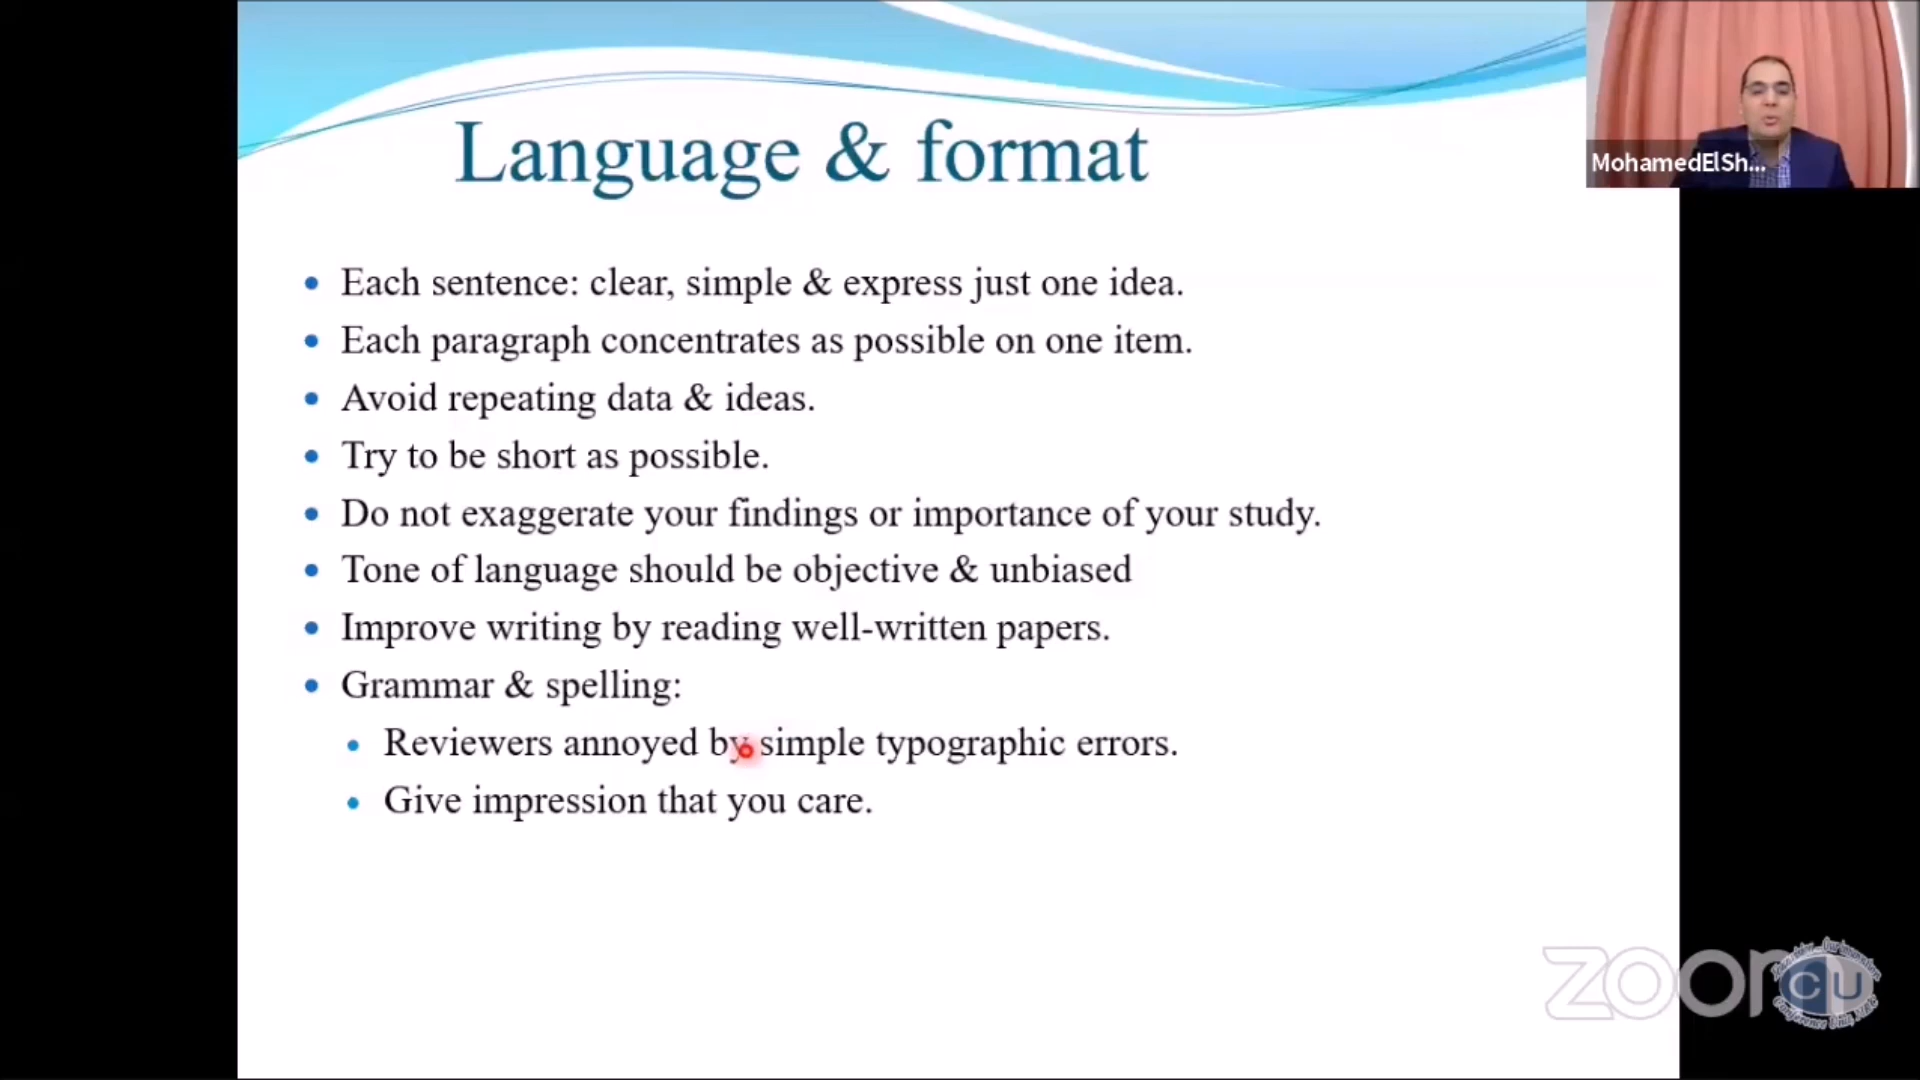 Language & format
MohamedElSh...
Each sentence: clear, simple & express just one idea.
Each paragraph concentrates as possible on one item.
Avoid repeating data & ideas.
Try to be short as possible.
Do not exaggerate your findings or importance of your study.
Tone of language should be objective & unbiased
Improve writing by reading well-written papers.
Grammar & spelling:
Reviewers annoyed by simple typographic errors.
Give impression that you care.
zoom
CU